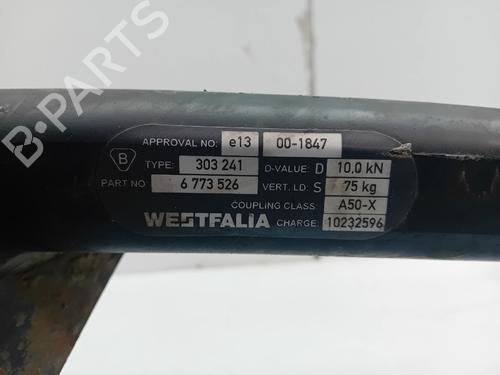 APPROVAL NO: e13 00-1847
B TYPE: 303 241 D-VALUE: D 10.0 kN
PART NO 6 773 526 VERT. LD: S 75 kg
COUPLING CLASS: A50-X
WESTFALIA CHARGE: 10232596